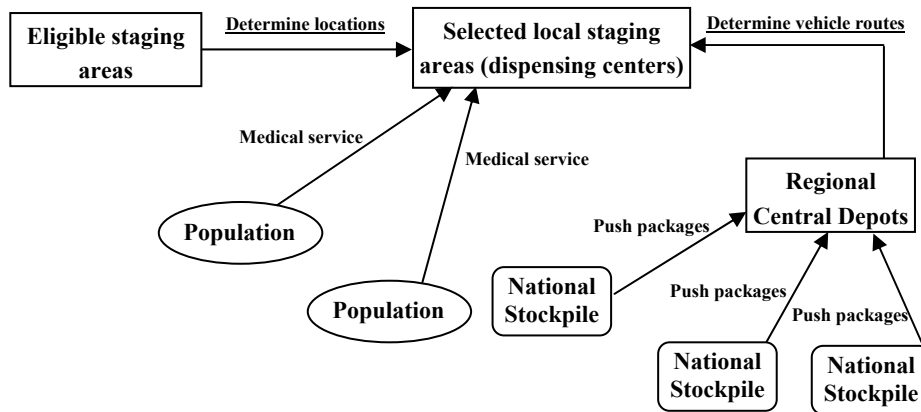 Eligible staging
areas
Determine locations
Selected local staging
areas (dispensing centers)
Determine vehicle routes
Medical service
Medical service
Population
Population
Regional
Central Depots
Push packages
National
Stockpile
Push packages
Push packages
National
Stockpile
National
Stockpile